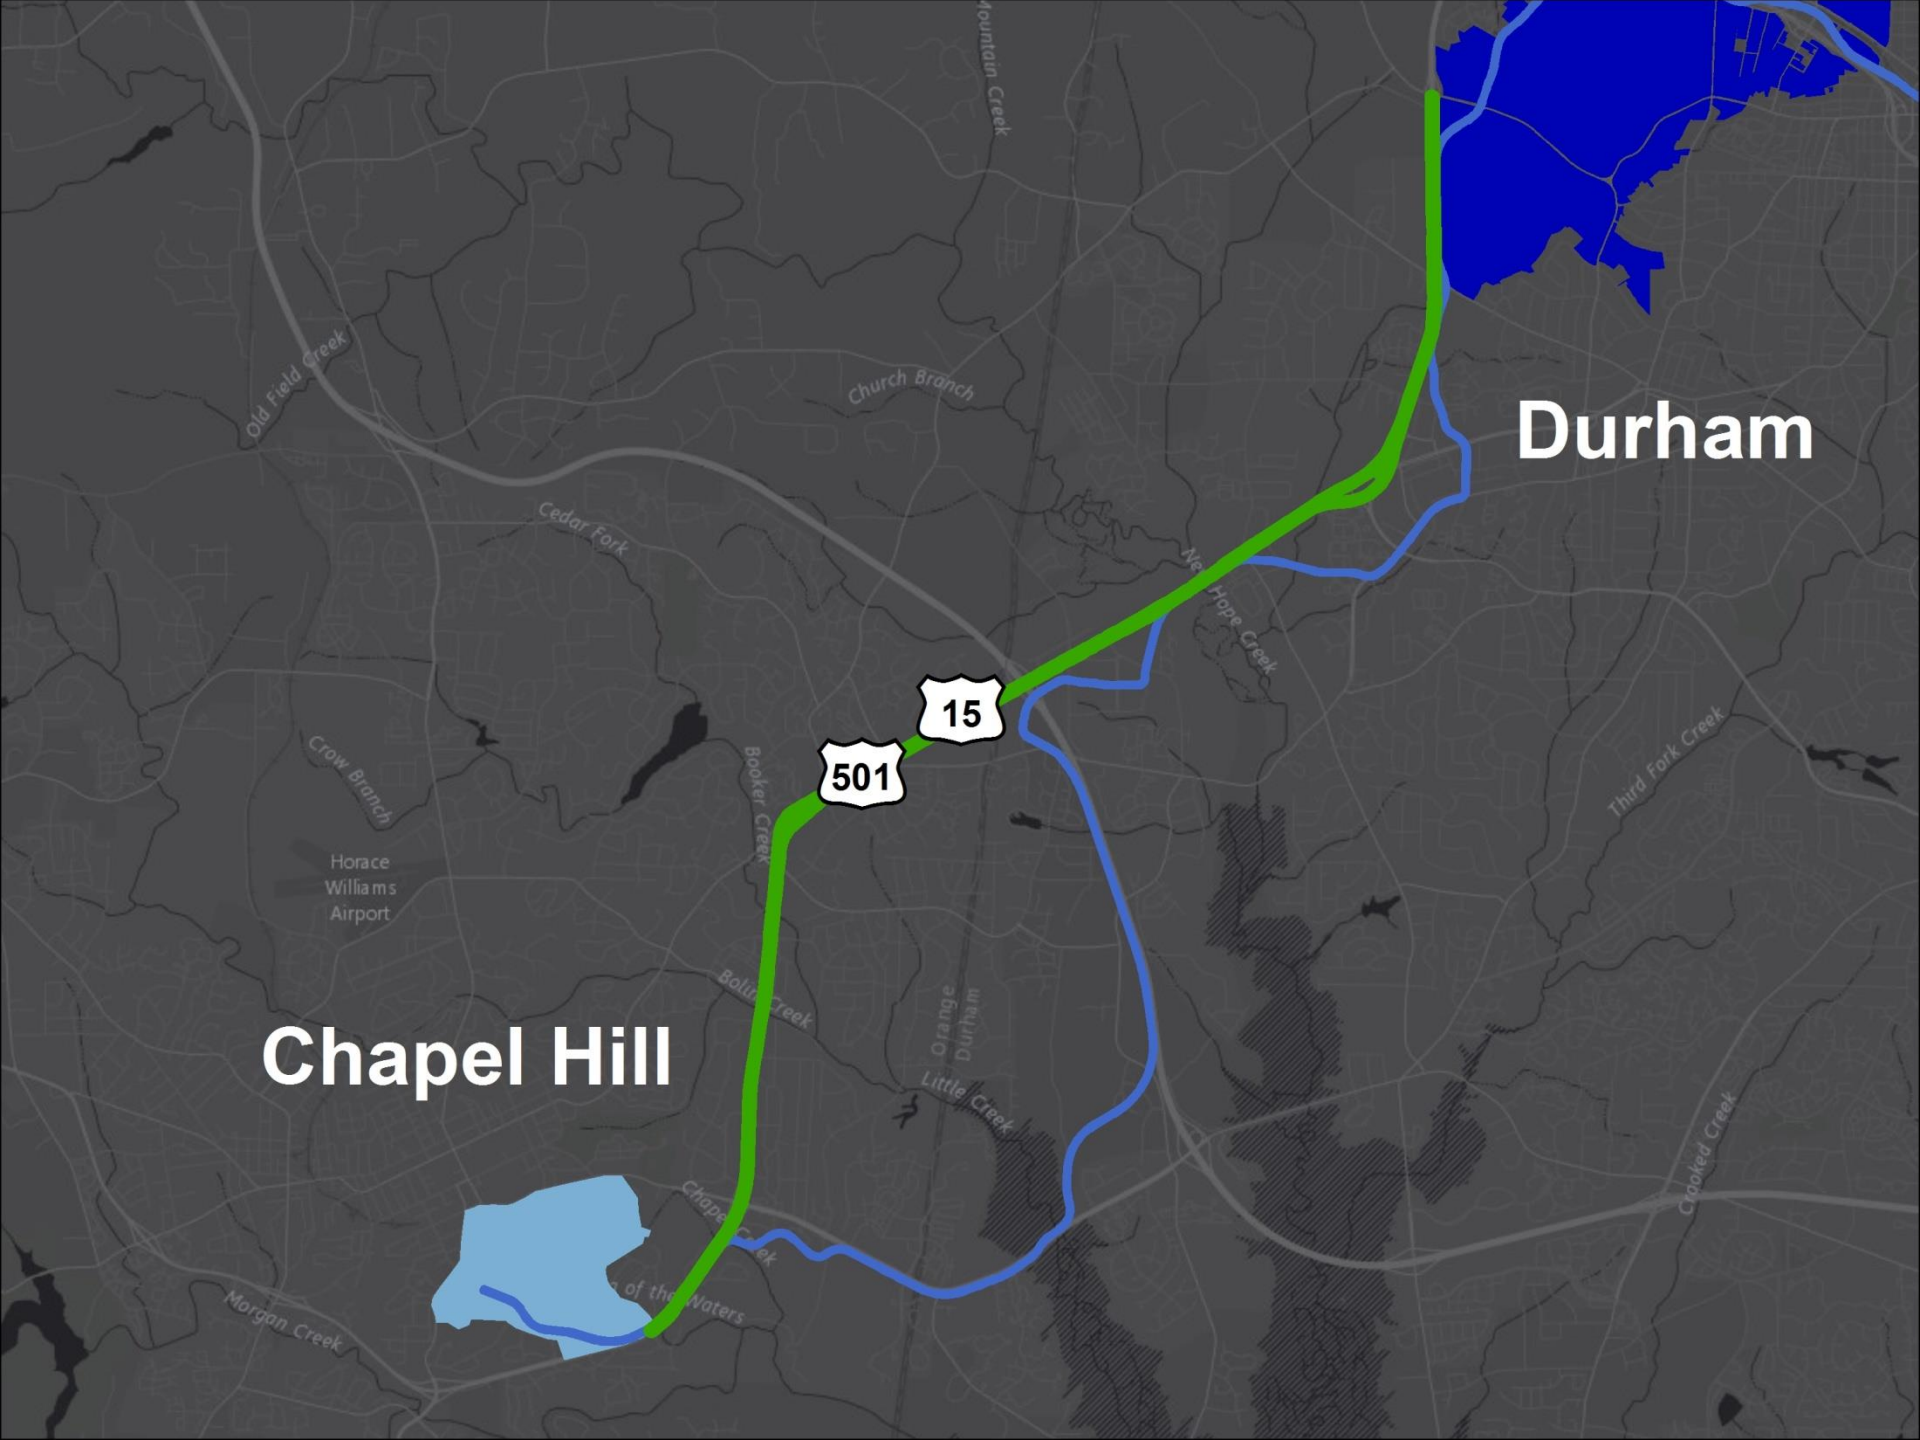 Mountain Creek
Old Field Creek
Church Branch
Durham
Cedar Fork
New Hope Creek
15
501
Crow Branch
Booker Creek
Third Fork Creek
Horace
Williams
Airport
Bolin Creek
Orange
Durham
Chapel Hill
Little Creek
Crooked Creek
Chapel Creek
of the Waters
Morgan Creek